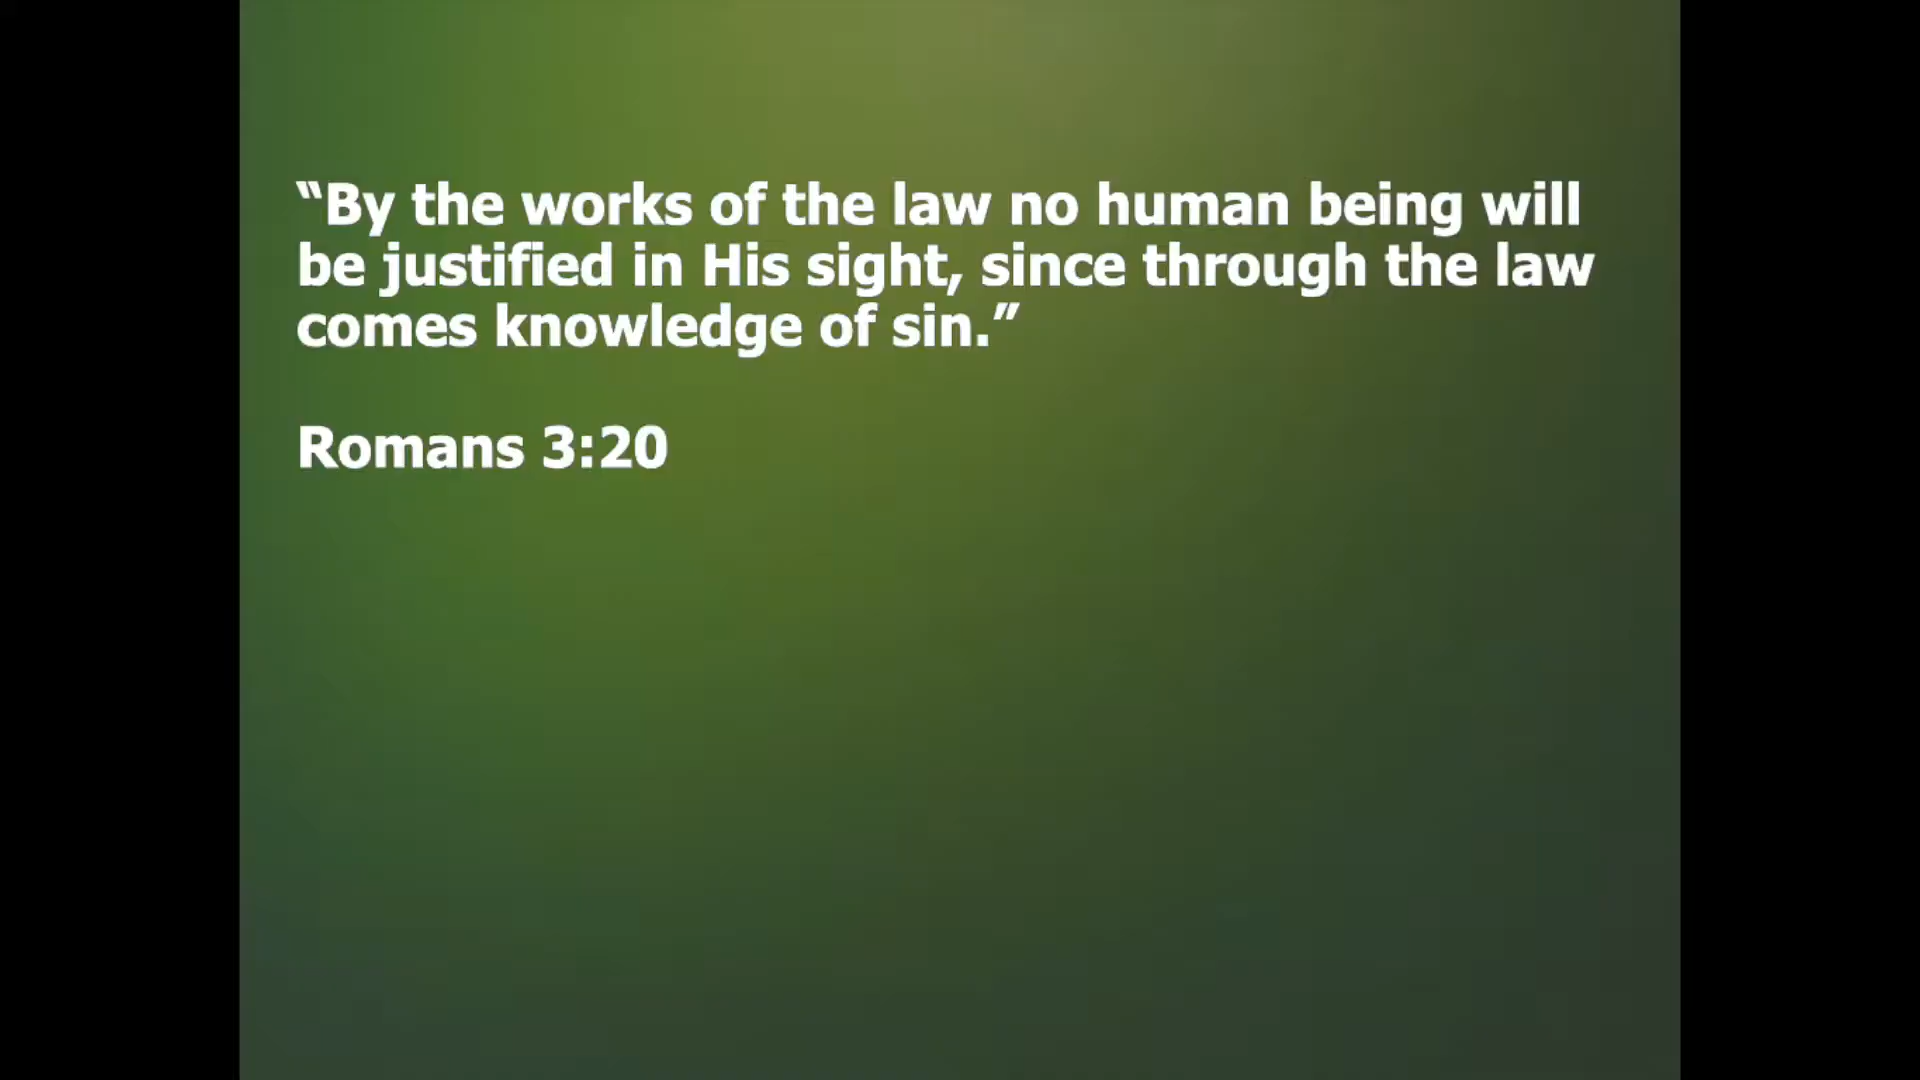 “By the works of the law no human being will
be justified in His sight, since through the law
comes knowledge of sin.”
Romans 3:20